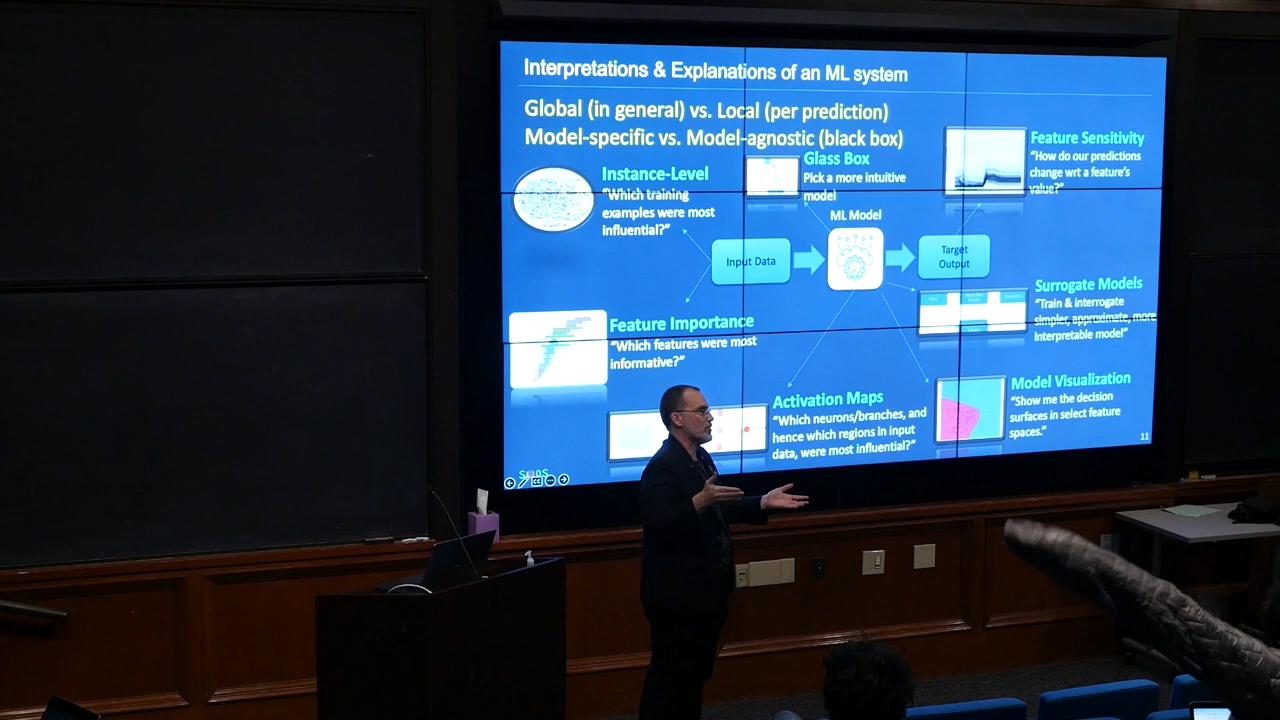 Interpretations & Explanations of an ML system
Global (in general) vs. Local (per prediction)
Model-specific vs. Model-agnostic (black box)
Instance-Level
"Which training
examples were most
influential?"
Glass Box
Pick a more intuitive
model
Feature Sensitivity
"How do our predictions
change wrt a feature's
value?"
ML Model
Input Data
Target
Output
Surrogate Models
"Train & interrogate
simpler, approximate, more
interpretable model"
Feature Importance
"Which features were most
informative?"
Activation Maps
"Which neurons/branches, and
hence which regions in input
data, were most influential?"
Model Visualization
"Show me the decision
surfaces in select feature
spaces."
11